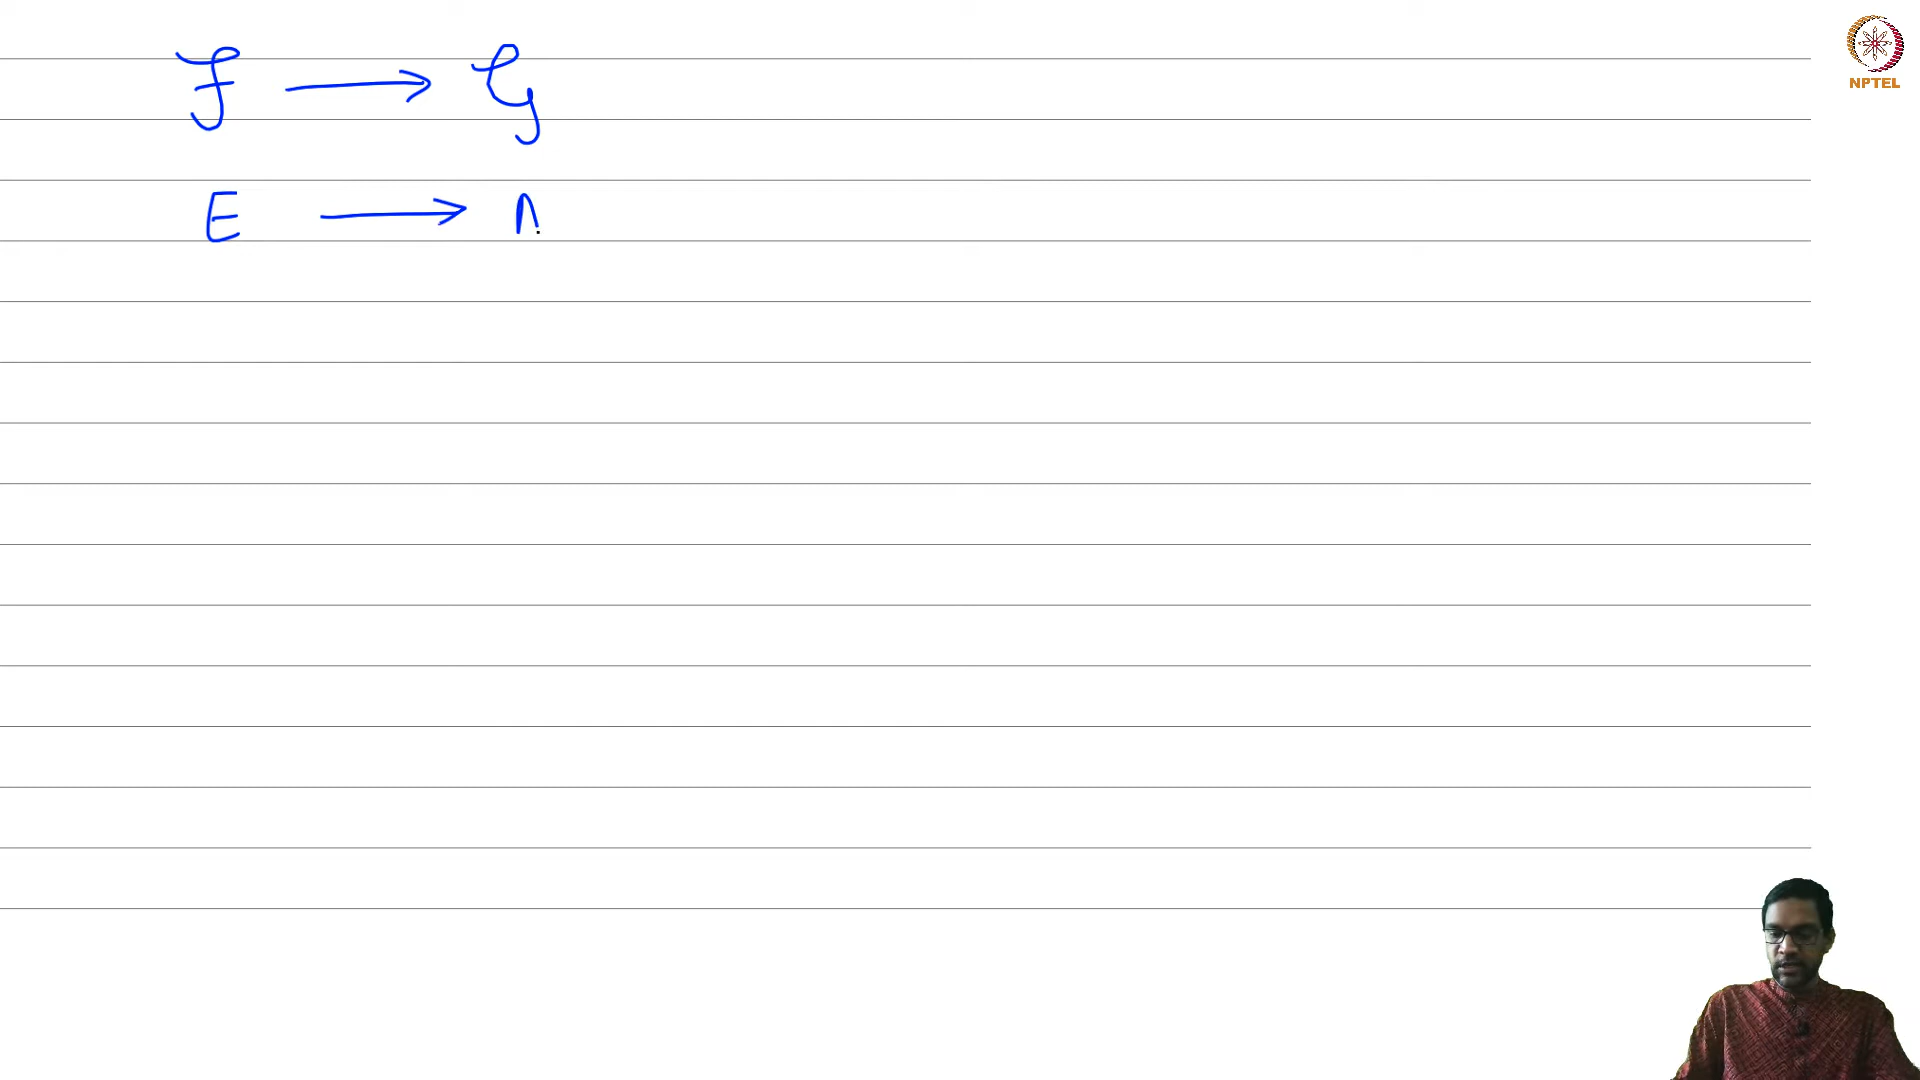 ℱ → 𝒢
E → Λ
NPTEL